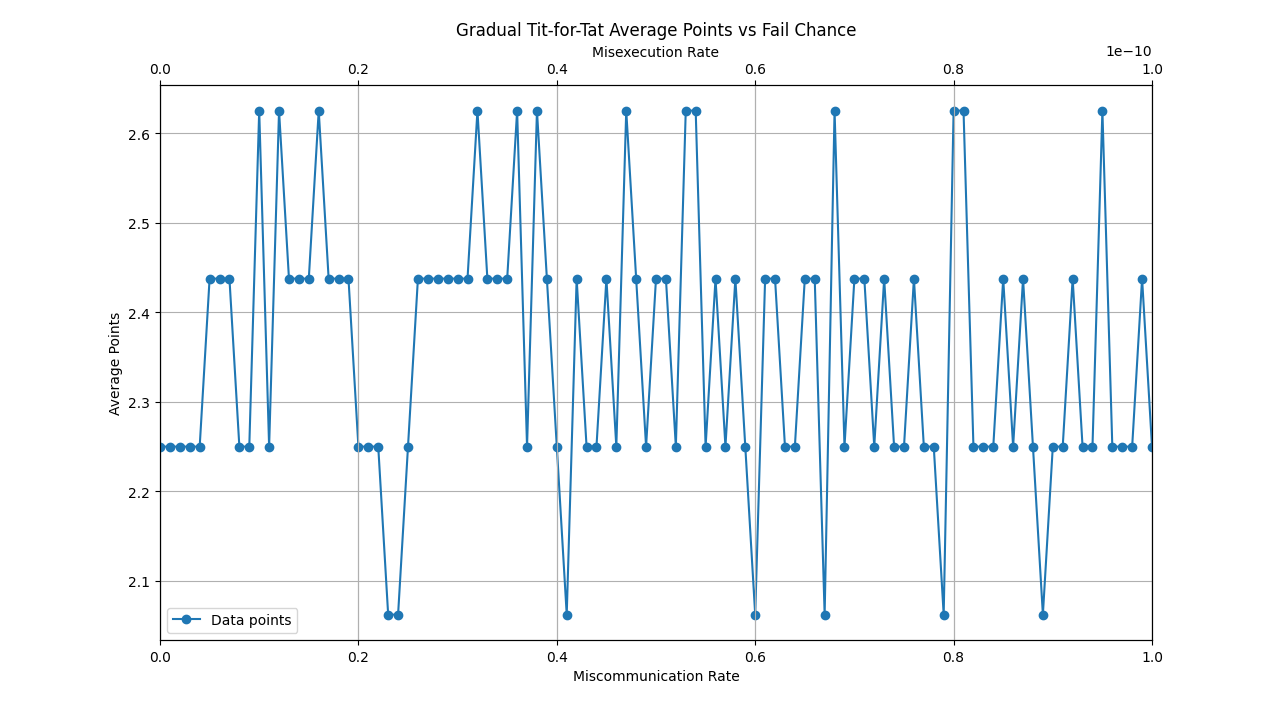 Gradual Tit-for-Tat Average Points vs Fail Chance
Misexecution Rate
1e−10
0.0 0.2 0.4 0.6 0.8 1.0
2.6
2.5
2.4
2.3
2.2
2.1
Average Points
Data points
0.0 0.2 0.4 0.6 0.8 1.0
Miscommunication Rate